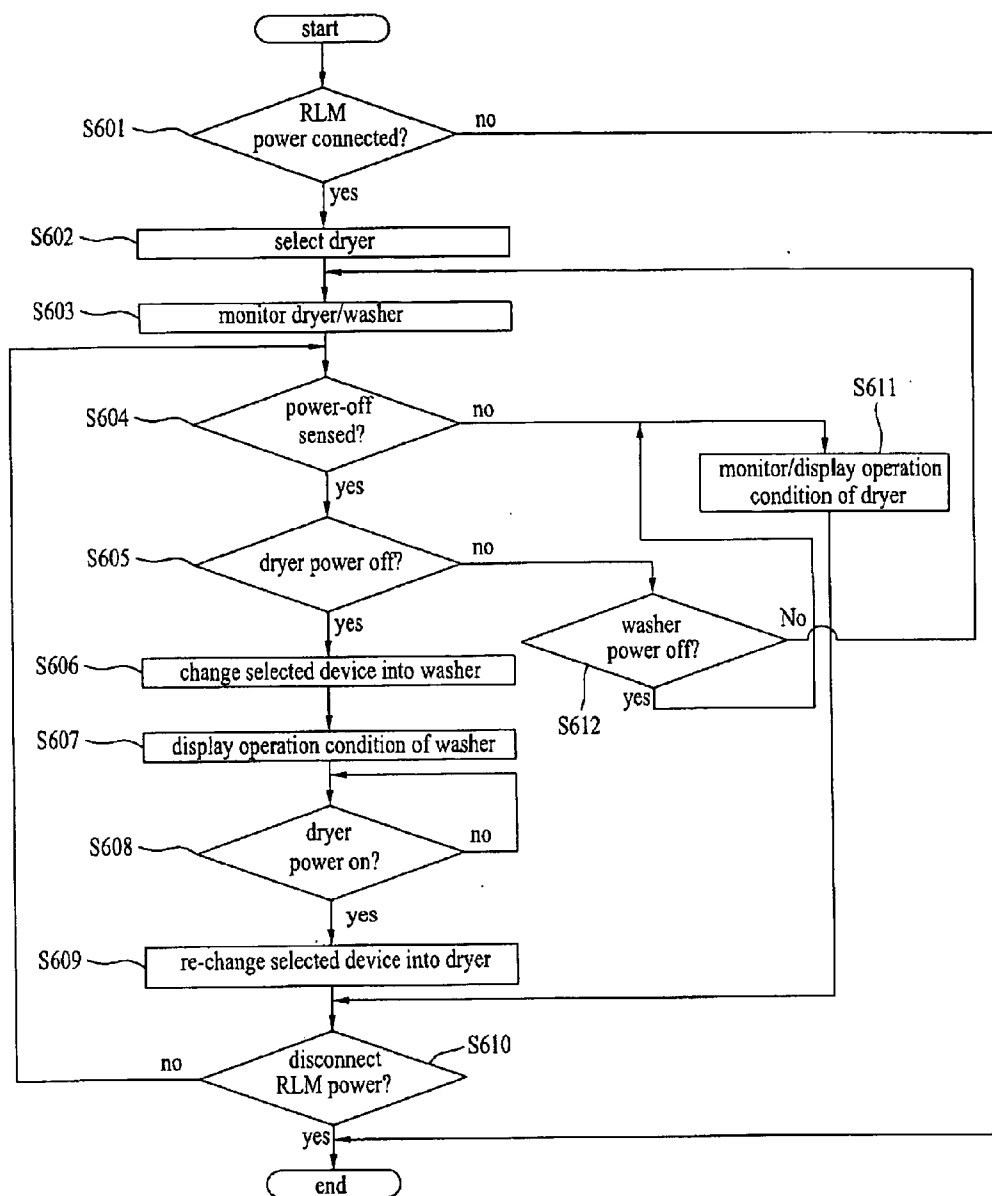 start
S601
RLM
power connected?
no
yes
S602
select dryer
S603
monitor dryer/washer
S604
power-off
sensed?
no
yes
S611
monitor/display operation
condition of dryer
S605
dryer power off?
no
yes
washer
power off?
No
yes
S612
S606
change selected device into washer
S607
display operation condition of washer
S608
dryer
power on?
no
yes
S609
re-change selected device into dryer
S610
disconnect
RLM power?
no
yes
end